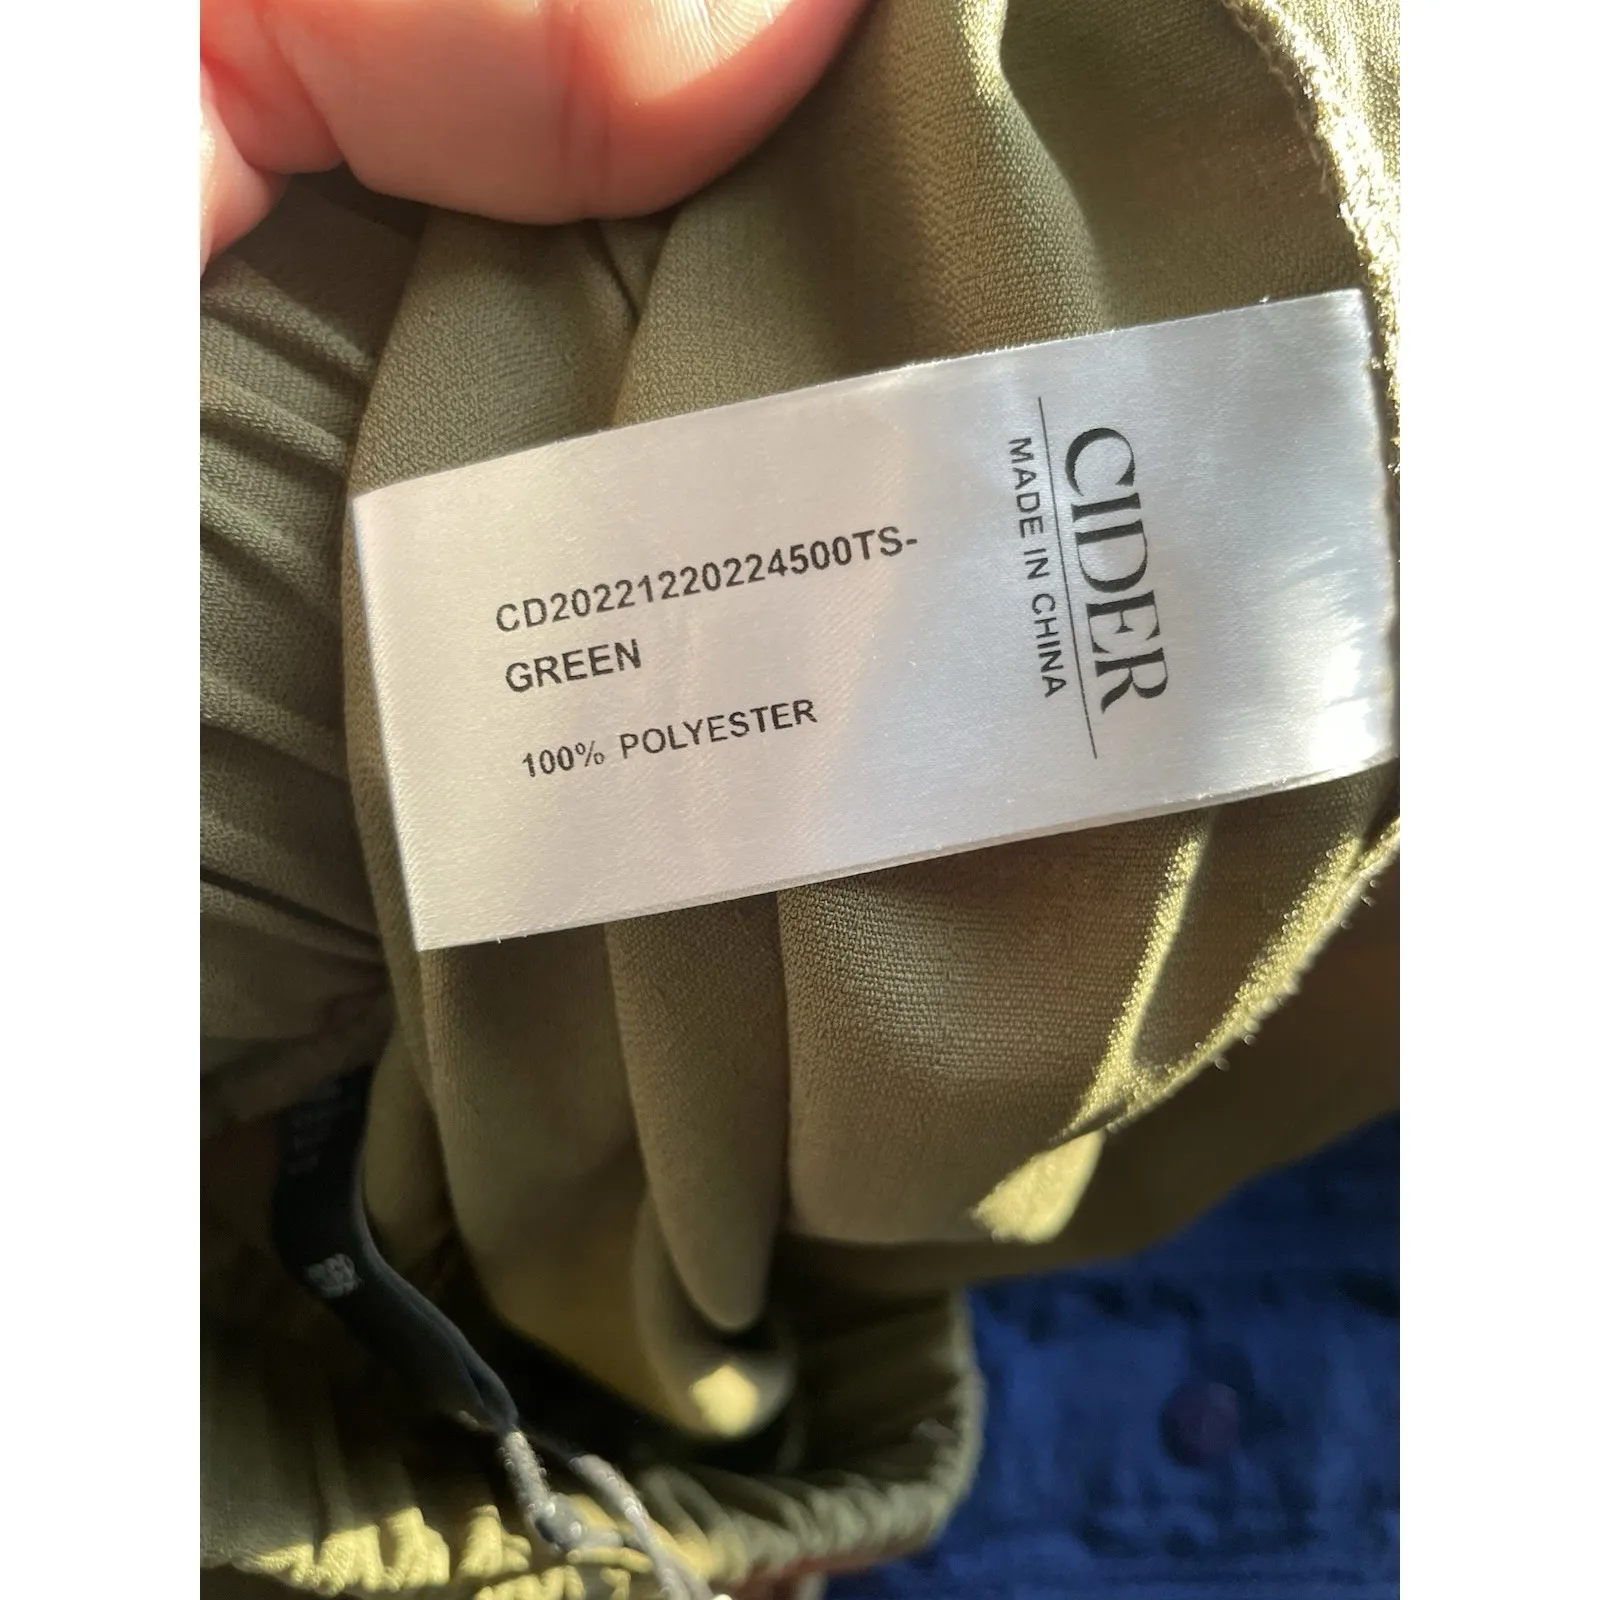 CIDER
MADE IN CHINA
CD20221220224500TS-
GREEN
100% POLYESTER